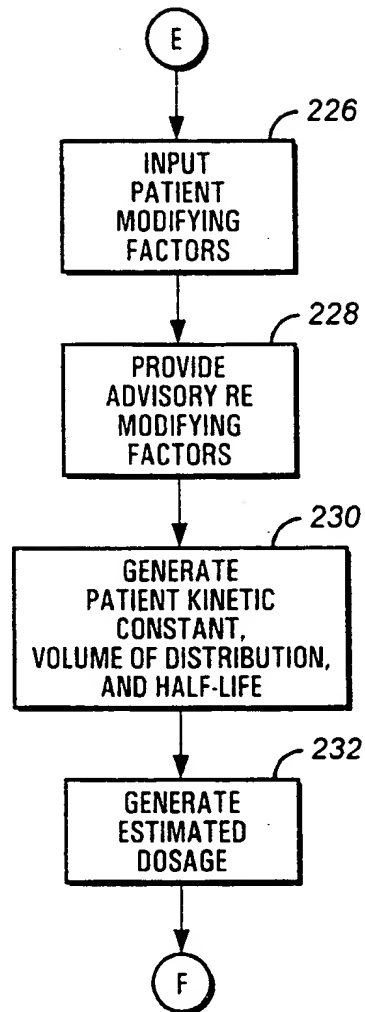 E
226
INPUT
PATIENT
MODIFYING
FACTORS
228
PROVIDE
ADVISORY RE
MODIFYING
FACTORS
230
GENERATE
PATIENT KINETIC
CONSTANT,
VOLUME OF DISTRIBUTION,
AND HALF-LIFE
232
GENERATE
ESTIMATED
DOSAGE
F